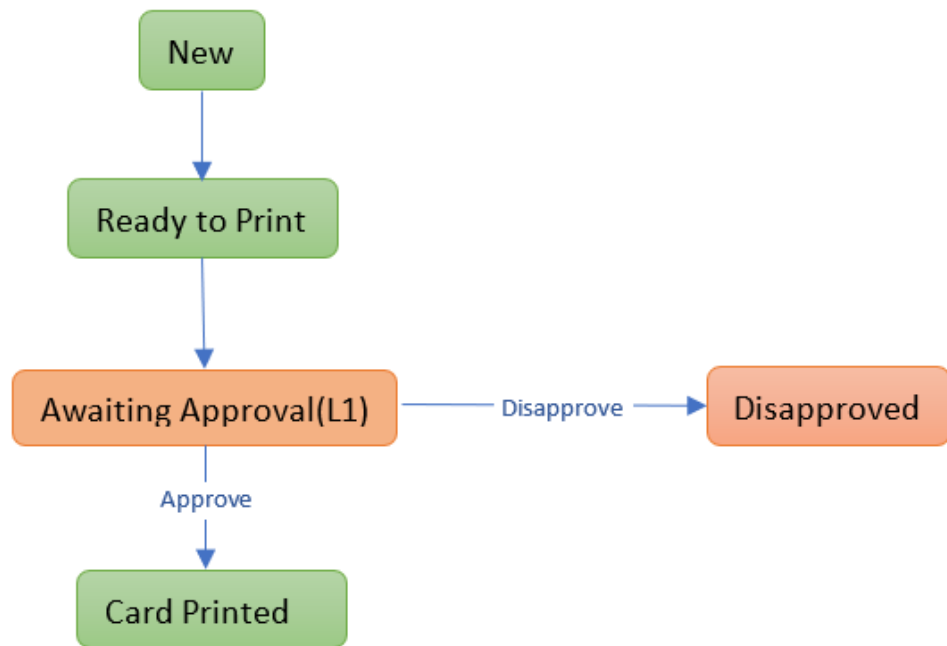 New
Ready to Print
Awaiting Approval(L1)
Disapprove
Disapproved
Approve
Card Printed